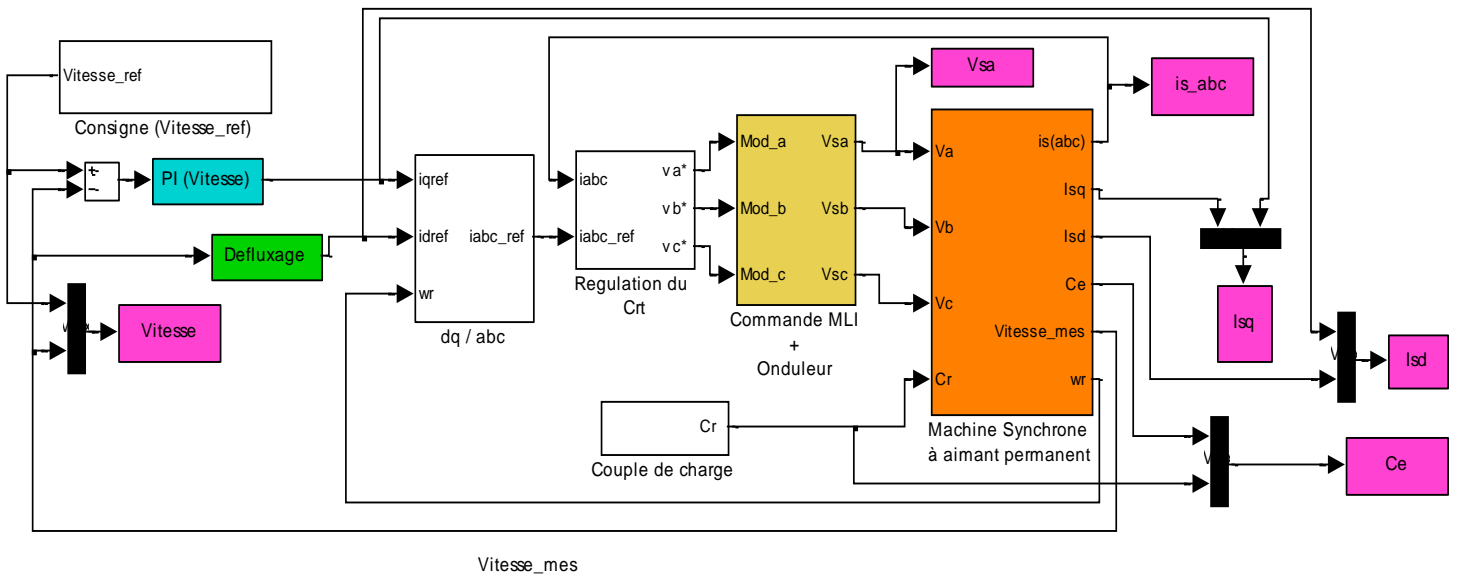 Vitesse_ref
Consigne (Vitesse_ref)
PI (Vitesse)
Defluxage
Vitesse
iqref
idref
wr
iabc_ref
dq / abc
iabc
iabc_ref
va*
vb*
vc*
Regulation du
Crt
Mod_a
Mod_b
Mod_c
Vsa
Vsb
Vsc
Commande MLI
+
Onduleur
Vsa
is_abc
Va
Vb
Vc
Cr
is(abc)
Isq
Isd
Ce
Vitesse_mes
wr
Machine Synchrone
à aimant permanent
Cr
Couple de charge
Isq
Isd
Ce
Vitesse_mes